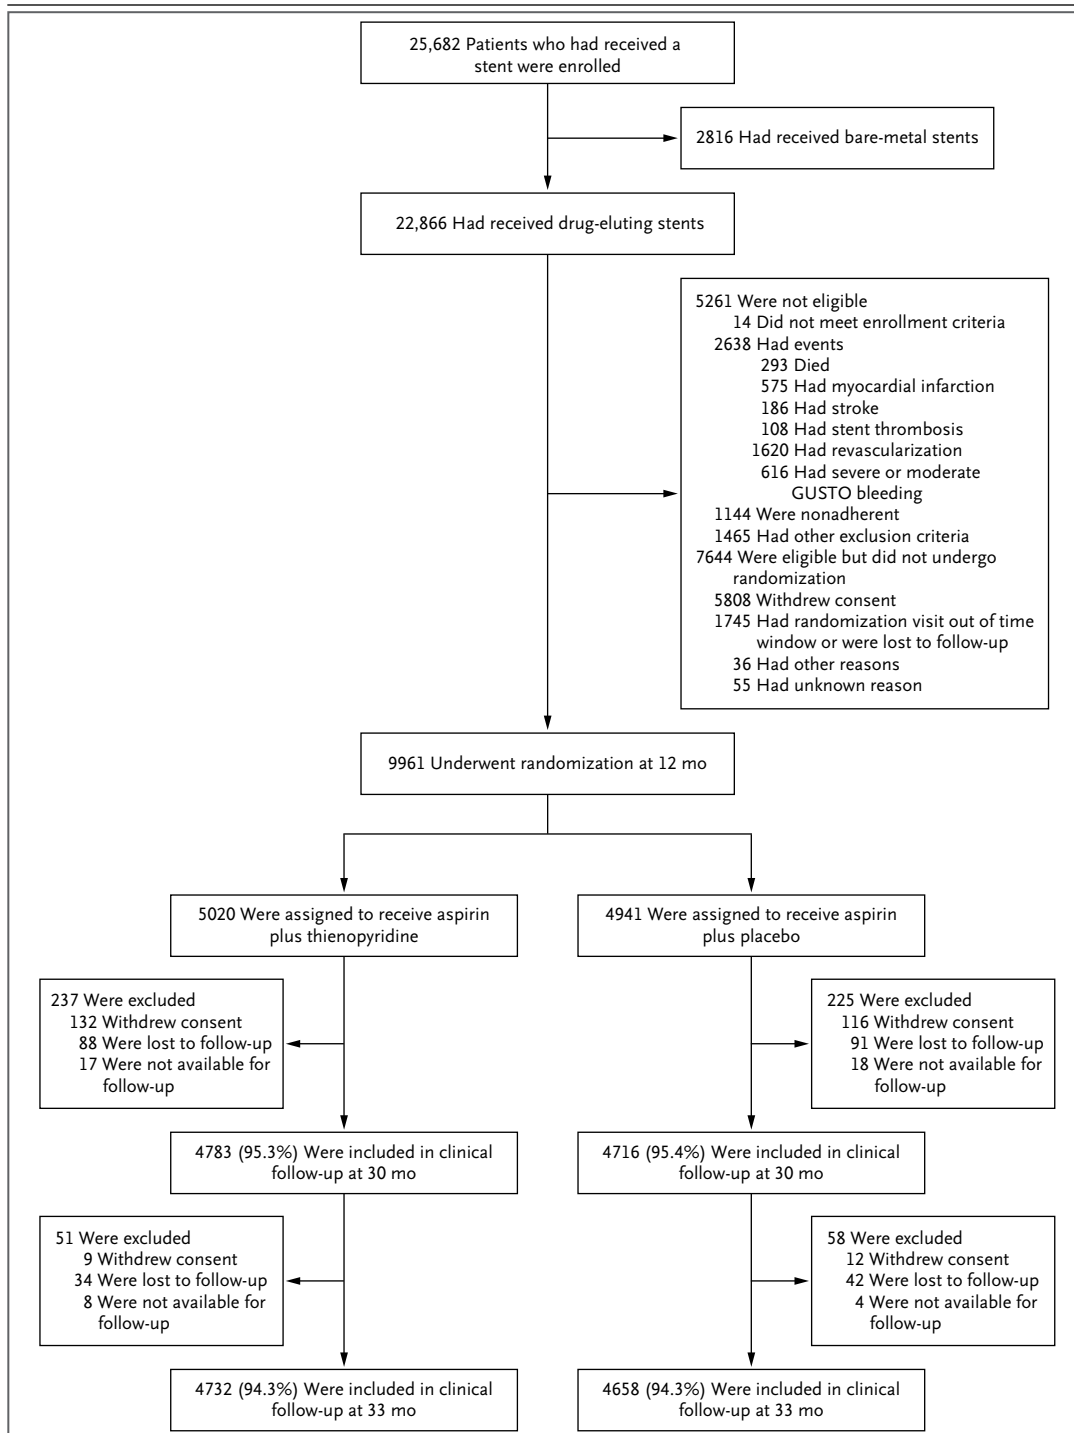 25,682 Patients who had received a
stent were enrolled
2816 Had received bare-metal stents
22,866 Had received drug-eluting stents
5261 Were not eligible
14 Did not meet enrollment criteria
2638 Had events
293 Died
575 Had myocardial infarction
186 Had stroke
108 Had stent thrombosis
1620 Had revascularization
616 Had severe or moderate
GUSTO bleeding
1144 Were nonadherent
1465 Had other exclusion criteria
7644 Were eligible but did not undergo
randomization
5808 Withdrew consent
1745 Had randomization visit out of time
window or were lost to follow-up
36 Had other reasons
55 Had unknown reason
9961 Underwent randomization at 12 mo
5020 Were assigned to receive aspirin
plus thienopyridine
4941 Were assigned to receive aspirin
plus placebo
237 Were excluded
132 Withdrew consent
88 Were lost to follow-up
17 Were not available for
follow-up
225 Were excluded
116 Withdrew consent
91 Were lost to follow-up
18 Were not available for
follow-up
4783 (95.3%) Were included in clinical
follow-up at 30 mo
4716 (95.4%) Were included in clinical
follow-up at 30 mo
51 Were excluded
9 Withdrew consent
34 Were lost to follow-up
8 Were not available for
follow-up
58 Were excluded
12 Withdrew consent
42 Were lost to follow-up
4 Were not available for
follow-up
4732 (94.3%) Were included in clinical
follow-up at 33 mo
4658 (94.3%) Were included in clinical
follow-up at 33 mo